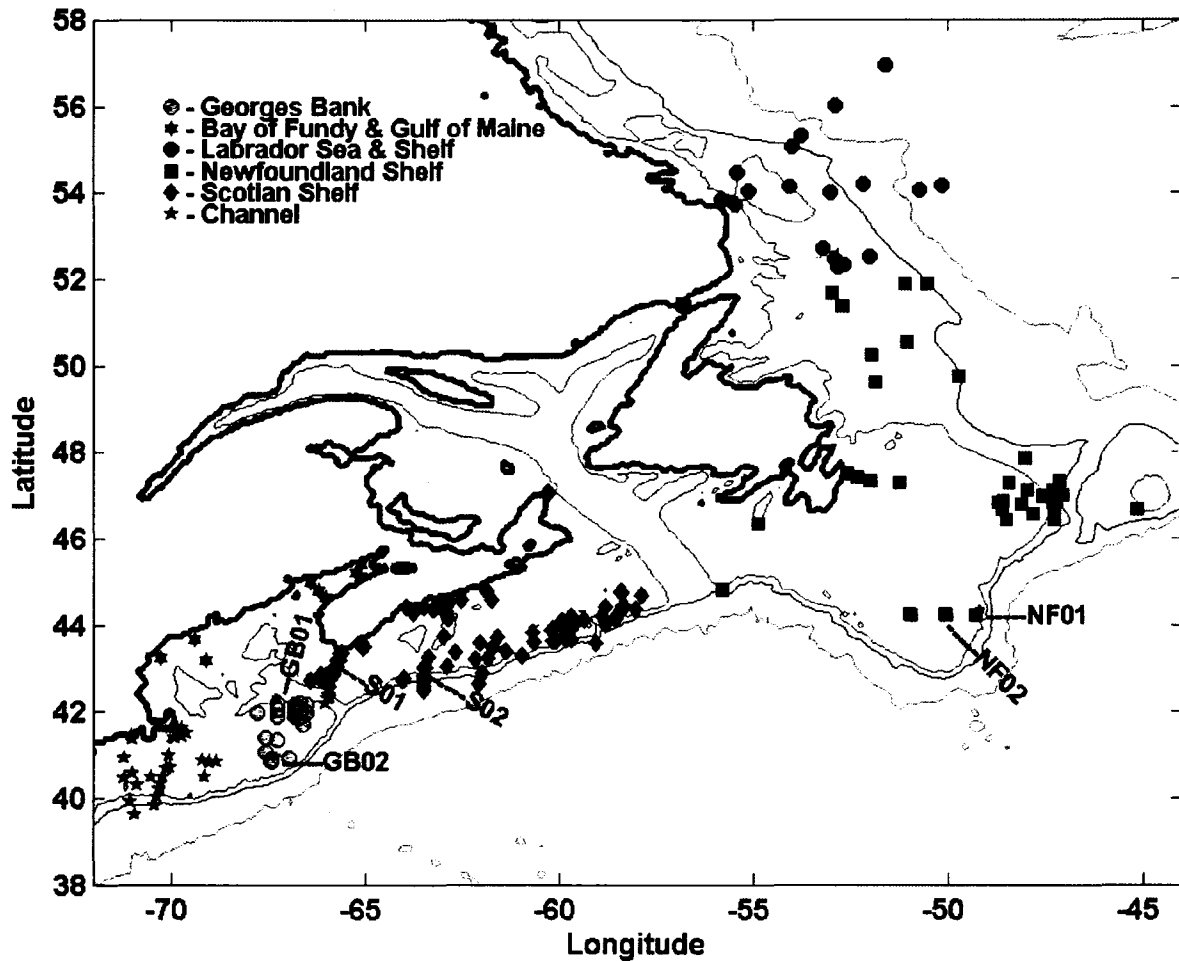 58
56
54
52
50
48
46
44
42
40
38
Latitude
- Georges Bank
- Bay of Fundy & Gulf of Maine
- Labrador Sea & Shelf
- Newfoundland Shelf
- Scotian Shelf
- Channel
GB01
S01
S02
GB02
NF01
NF02
-70
-65
-60
-55
-50
-45
Longitude